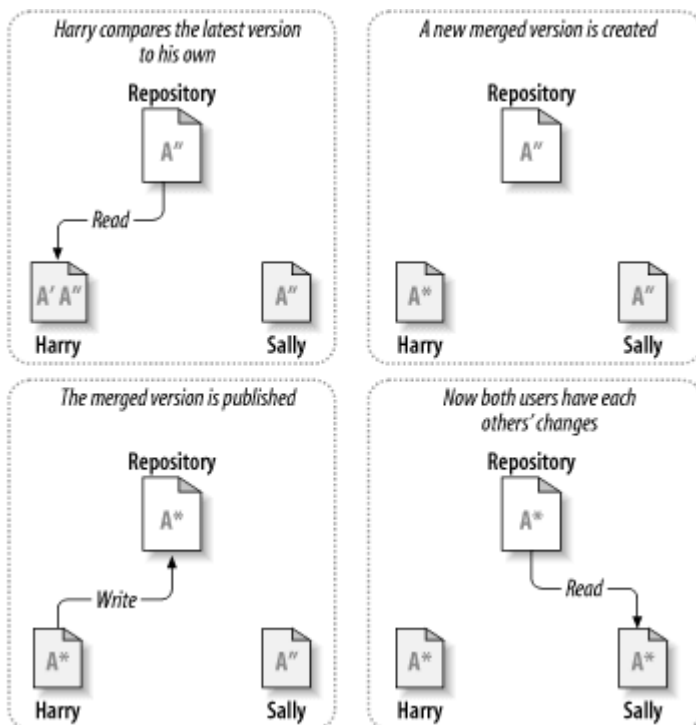 Harry compares the latest version
to his own
Repository
A″
Read
A′ A″
A″
Harry
Sally
A new merged version is created
Repository
A″
A*
A″
Harry
Sally
The merged version is published
Repository
A*
Write
A*
A″
Harry
Sally
Now both users have each
others’ changes
Repository
A*
Read
A*
A*
Harry
Sally